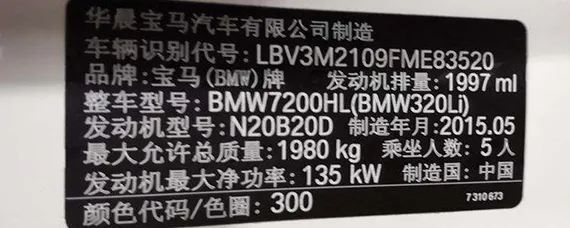 华晨宝马汽车有限公司制造
车辆识别代号: LBV3M2109FME83520
品牌: 宝马(BMW)牌 发动机排量: 1997 ml
整车型号: BMW7200HL(BMW320Li)
发动机型号: N20B20D 制造年月: 2015.05
最大允许总质量: 1980 kg 乘坐人数: 5 人
发动机最大净功率: 135 kW 制造国: 中国
颜色代码/色圈: 300 7310673